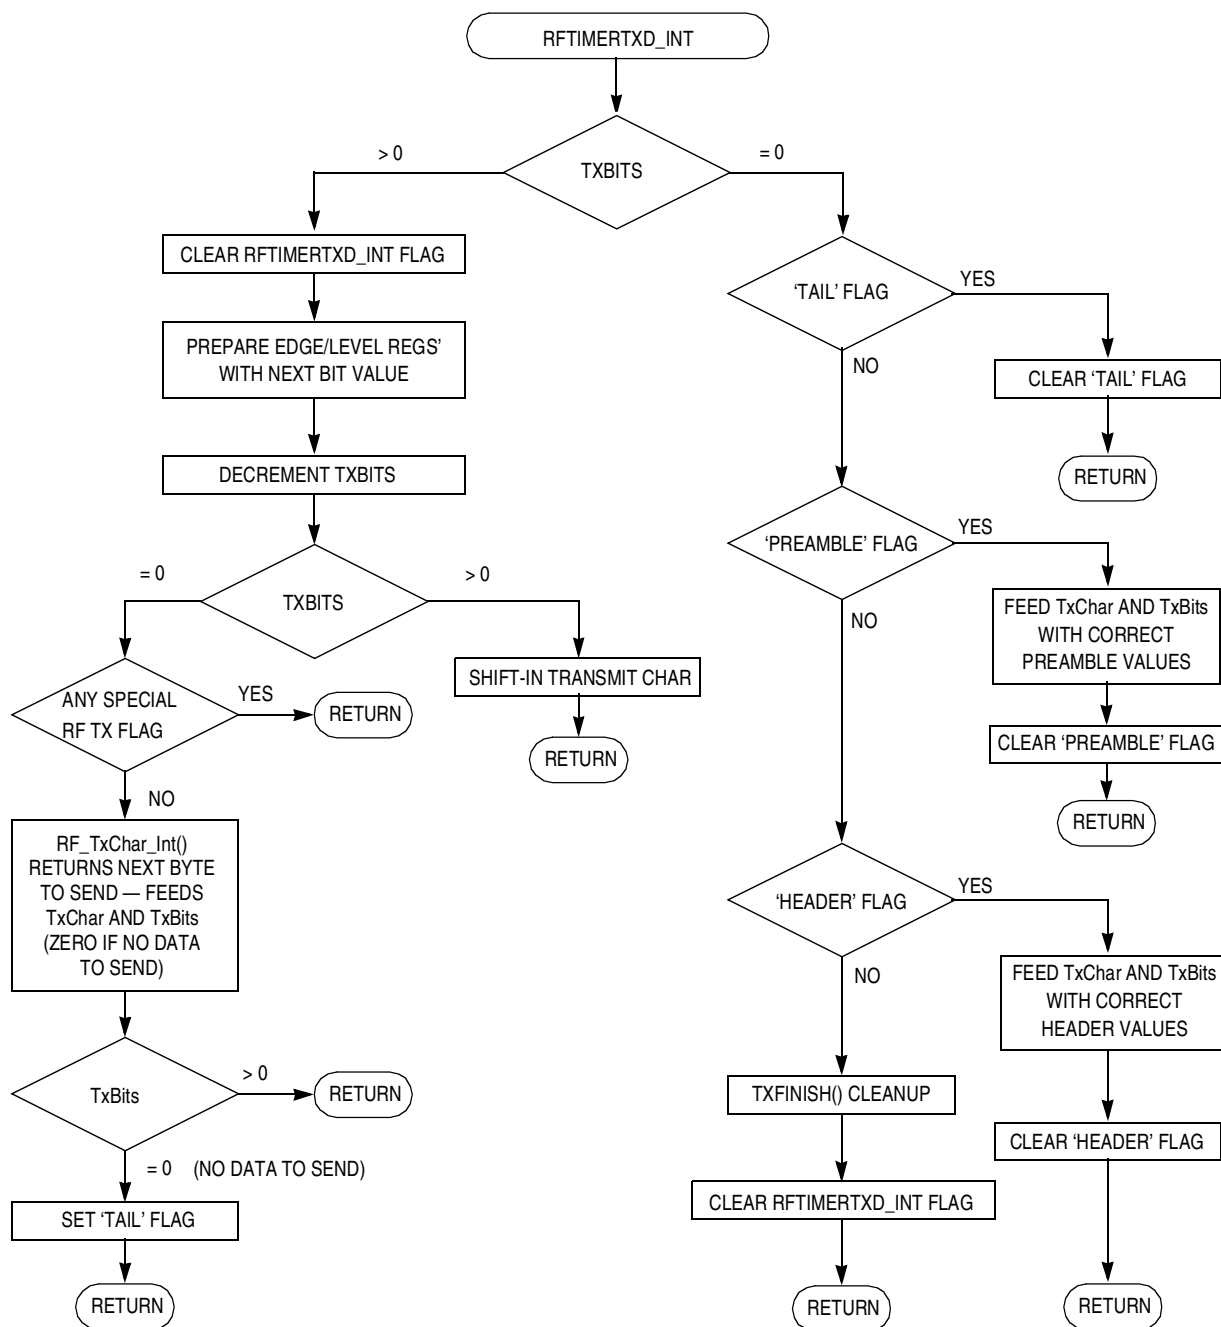 RFTIMERTXD_INT
TXBITS
> 0
= 0
CLEAR RFTIMERTXD_INT FLAG
PREPARE EDGE/LEVEL REGS'
WITH NEXT BIT VALUE
DECREMENT TXBITS
TXBITS
= 0
> 0
SHIFT-IN TRANSMIT CHAR
RETURN
ANY SPECIAL
RF TX FLAG
YES
RETURN
NO
RF_TxChar_Int()
RETURNS NEXT BYTE
TO SEND — FEEDS
TxChar AND TxBits
(ZERO IF NO DATA
TO SEND)
TxBits
> 0
RETURN
= 0 (NO DATA TO SEND)
SET ‘TAIL’ FLAG
RETURN
‘TAIL’ FLAG
YES
CLEAR ‘TAIL’ FLAG
RETURN
NO
‘PREAMBLE’ FLAG
YES
FEED TxChar AND TxBits
WITH CORRECT
PREAMBLE VALUES
CLEAR ‘PREAMBLE’ FLAG
RETURN
NO
‘HEADER’ FLAG
YES
FEED TxChar AND TxBits
WITH CORRECT
HEADER VALUES
CLEAR ‘HEADER’ FLAG
RETURN
NO
TXFINISH() CLEANUP
CLEAR RFTIMERTXD_INT FLAG
RETURN